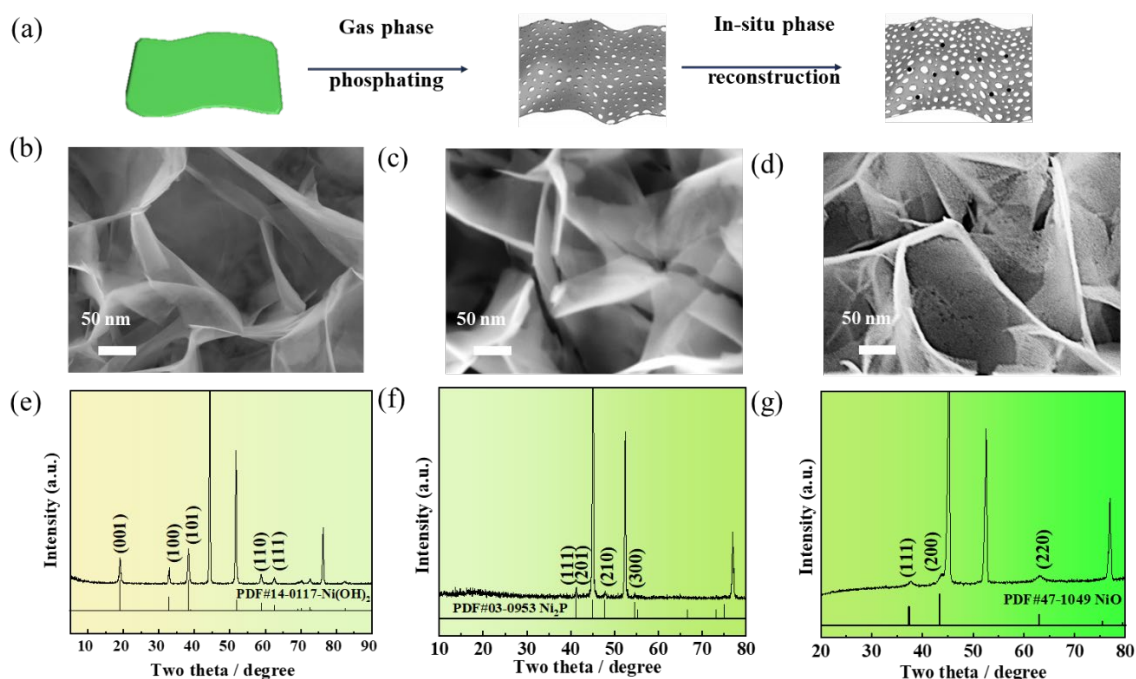 (a)
Gas phase
phosphating
In-situ phase
reconstruction
(b)
50 nm
(c)
50 nm
(d)
50 nm
(e)
Intensity (a.u.)
(001)
(100)
(101)
(110)
(111)
PDF#14-0117-Ni(OH)₂
10 20 30 40 50 60 70 80 90
Two theta / degree
(f)
Intensity (a.u.)
(111)
(201)
(210)
(300)
PDF#03-0953 Ni₂P
10 20 30 40 50 60 70 80
Two theta / degree
(g)
Intensity (a.u.)
(111)
(200)
(220)
PDF#47-1049 NiO
20 30 40 50 60 70 80
Two theta / degree